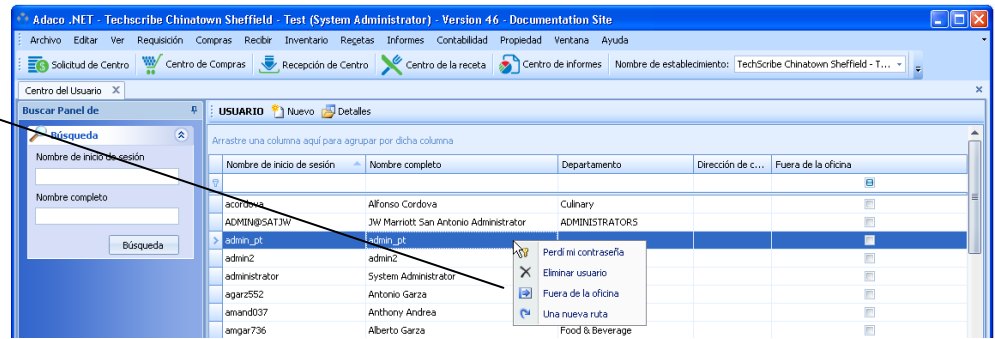 Adaco .NET - Techscribe Chinatown Sheffield - Test (System Administrator) - Version 46 - Documentation Site
Archivo Editar Ver Requisición Compras Recibir Inventario Recetas Informes Contabilidad Propiedad Ventana Ayuda
Solicitud de Centro Centro de Compras Recepción de Centro Centro de la receta Centro de informes Nombre de establecimiento: TechScribe Chinatown Sheffield - T...
Centro del Usuario X
Buscar Panel de
USUARIO Nuevo Detalles
Búsqueda
Arrastre una columna aquí para agrupar por dicha columna
Nombre de inicio de sesión
Nombre completo
Búsqueda
Nombre de inicio de sesión Nombre completo Departamento Dirección de c... Fuera de la oficina
acordova Alfonso Cordova Culinary
ADMIN@SATJW JW Marriott San Antonio Administrator ADMINISTRATORS
admin_pt admin_pt
admin2 admin2
administrator System Administrator
agarz552 Antonio Garza
amand037 Anthony Andrea
amgar736 Alberto Garza Food & Beverage
Perdí mi contraseña
Eliminar usuario
Fuera de la oficina
Una nueva ruta